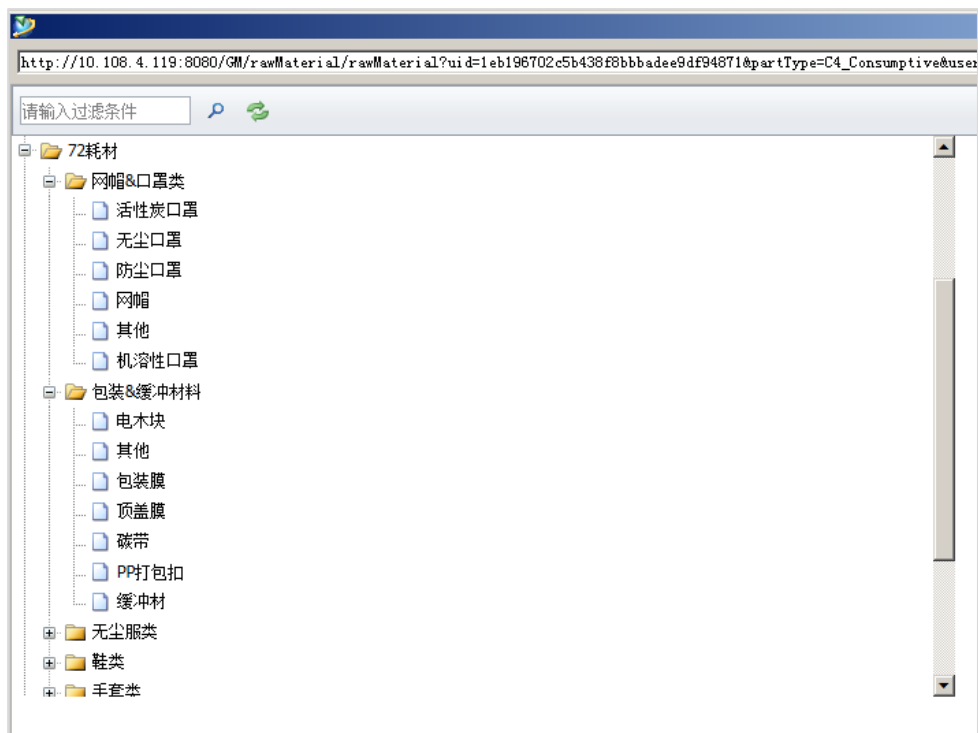 http://10.108.4.119:8080/GM/rawMaterial/rawMaterial?uid=1eb196702c5b438f8bbbadee9df94871&partType=C4_Consumptive&user
请输入过滤条件
72耗材
网帽&口罩类
活性炭口罩
无尘口罩
防尘口罩
网帽
其他
机溶性口罩
包装&缓冲材料
电木块
其他
包装膜
顶盖膜
碳带
PP打包扣
缓冲材
无尘服类
鞋类
手套类